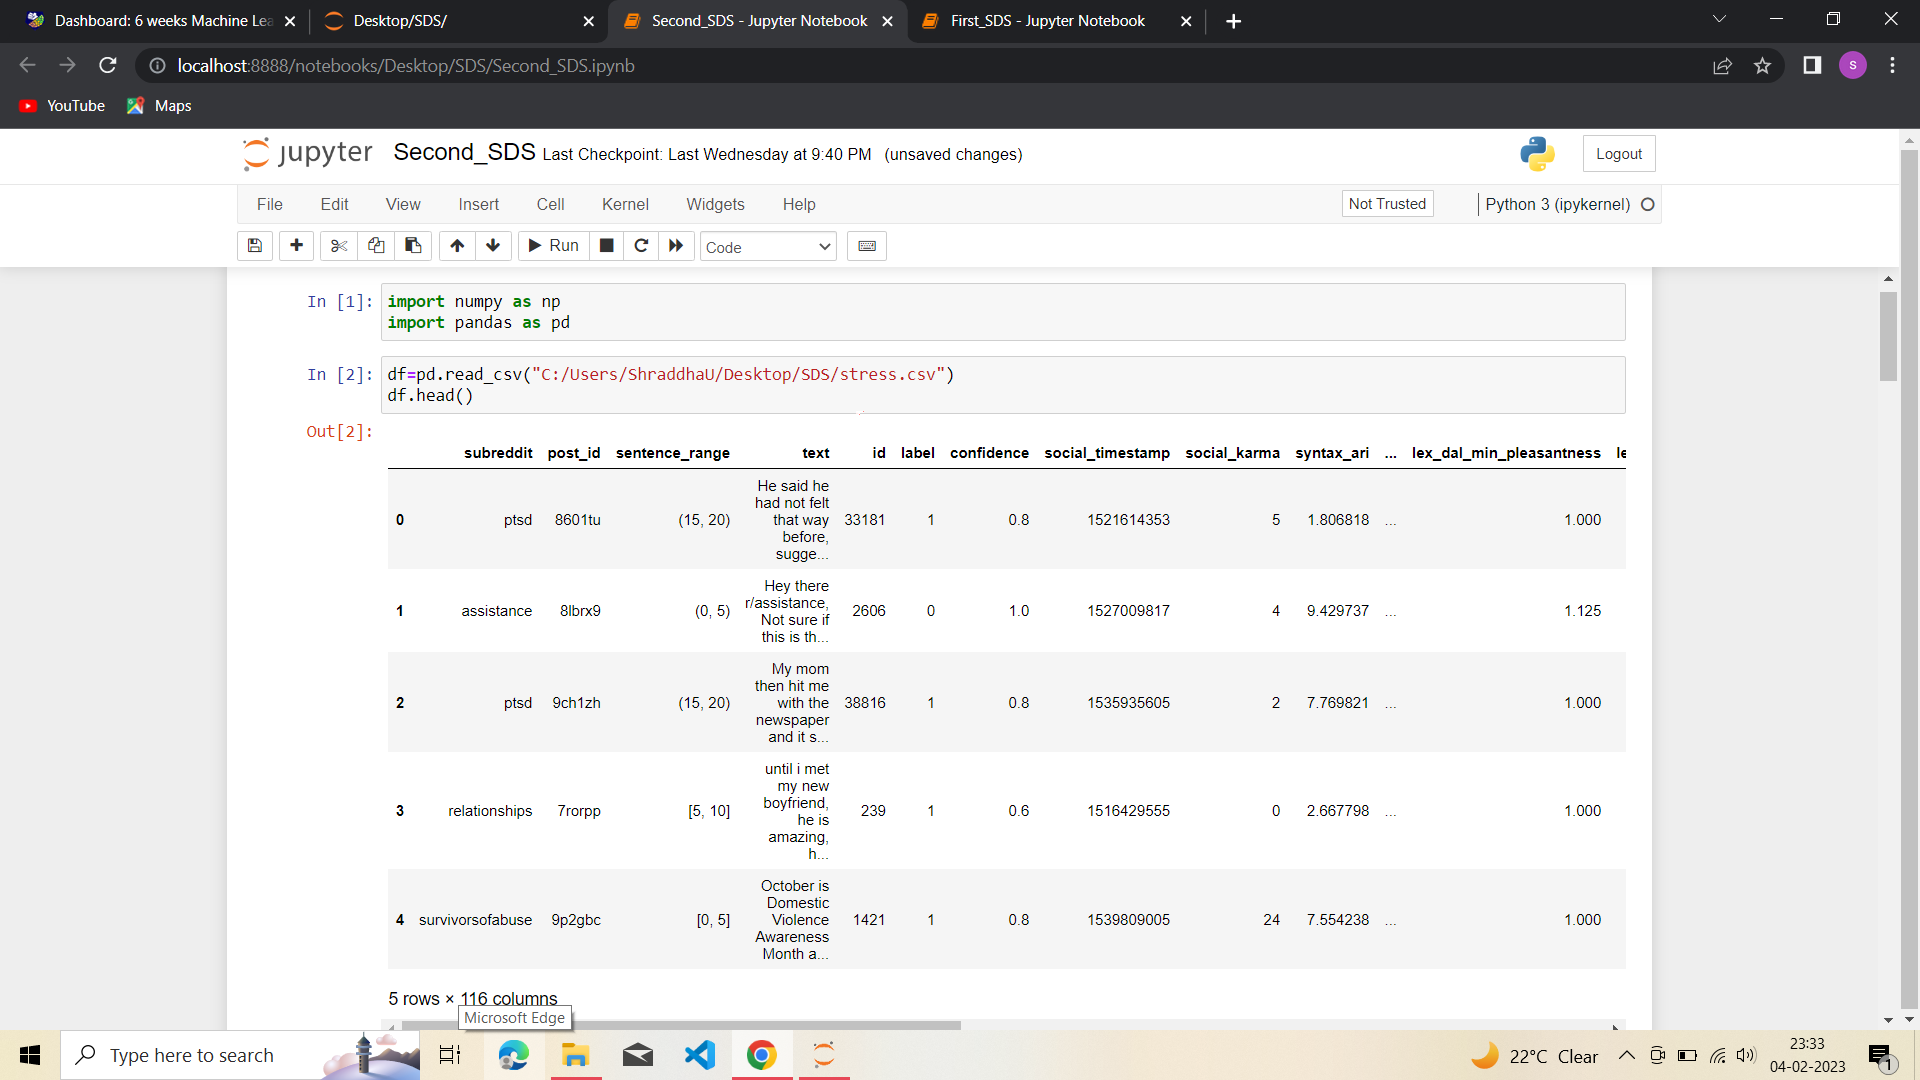 Dashboard: 6 weeks Machine Lea
Desktop/SDS/
Second_SDS - Jupyter Notebook
First_SDS - Jupyter Notebook
localhost:8888/notebooks/Desktop/SDS/Second_SDS.ipynb
s
YouTube
Maps
jupyter Second_SDS Last Checkpoint: Last Wednesday at 9:40 PM (unsaved changes)
Logout
File Edit View Insert Cell Kernel Widgets Help
Not Trusted
Python 3 (ipykernel)
Run
Code
In [1]: import numpy as np
import pandas as pd
In [2]: df=pd.read_csv("C:/Users/ShraddhaU/Desktop/SDS/stress.csv")
df.head()
Out[2]:
subreddit post_id sentence_range text id label confidence social_timestamp social_karma syntax_ari ... lex_dal_min_pleasantness le
0 ptsd 8601tu (15, 20) He said he
had not felt
that way
before,
sugge... 33181 1 0.8 1521614353 5 1.806818 ... 1.000
1 assistance 8lbrx9 (0, 5) Hey there
r/assistance,
Not sure if
this is th... 2606 0 1.0 1527009817 4 9.429737 ... 1.125
2 ptsd 9ch1zh (15, 20) My mom
then hit me
with the
newspaper
and it s... 38816 1 0.8 1535935605 2 7.769821 ... 1.000
3 relationships 7rorpp [5, 10] until i met
my new
boyfriend,
he is
amazing,
h... 239 1 0.6 1516429555 0 2.667798 ... 1.000
4 survivorsofabuse 9p2gbc [0, 5] October is
Domestic
Violence
Awareness
Month a... 1421 1 0.8 1539809005 24 7.554238 ... 1.000
5 rows × 116 columns
Microsoft Edge
Type here to search
22°C Clear
23:33
04-02-2023
1